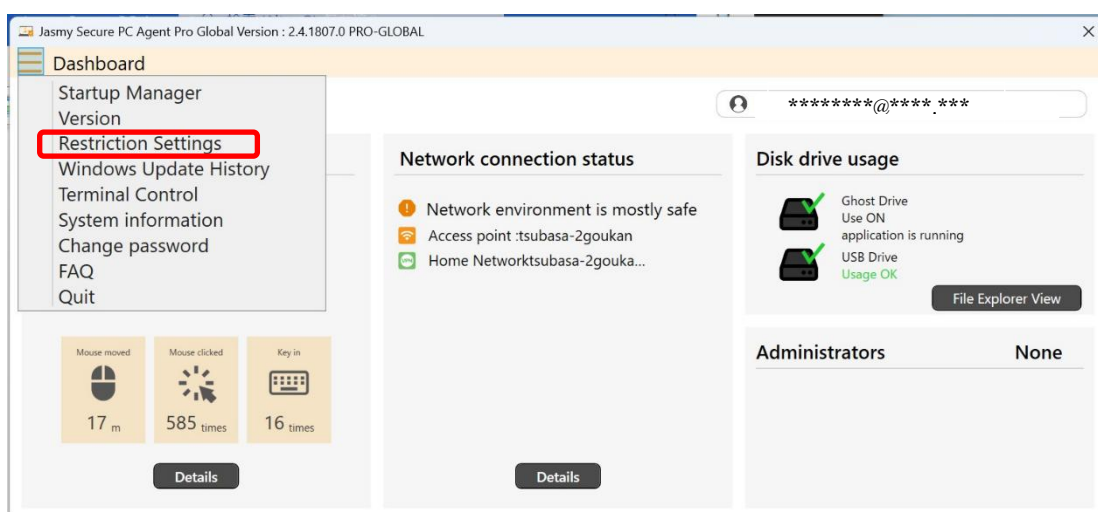 Jasmy Secure PC Agent Pro Global Version : 2.4.1807.0 PRO-GLOBAL
Dashboard
Startup Manager
Version
Restriction Settings
Windows Update History
Terminal Control
System information
Change password
FAQ
Quit
********@****.***
Mouse moved
17 m
Mouse clicked
585 times
Key in
16 times
Details
Network connection status
Network environment is mostly safe
Access point :tsubasa-2goukan
VPN
Home Networktsubasa-2gouka...
Details
Disk drive usage
Ghost Drive
Use ON
application is running
USB Drive
Usage OK
File Explorer View
Administrators None